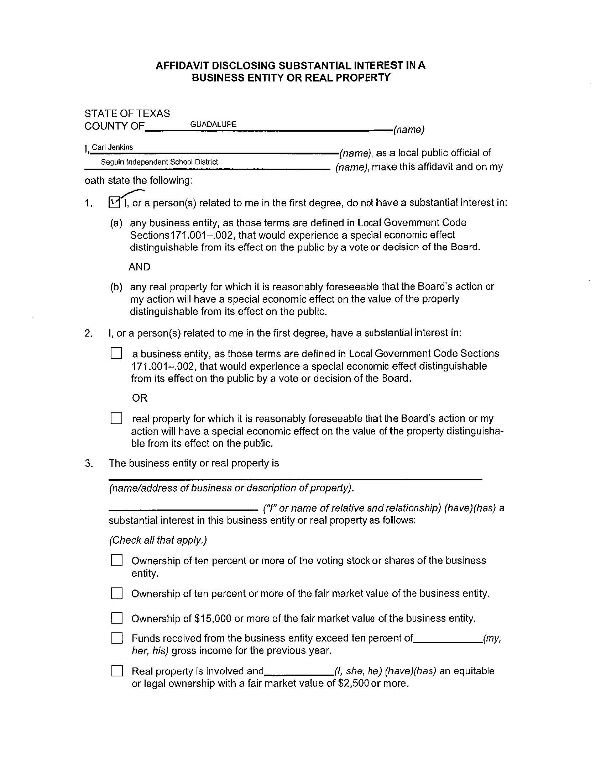 AFFIDAVIT DISCLOSING SUBSTANTIAL INTEREST IN A
BUSINESS ENTITY OR REAL PROPERTY
STATE OF TEXAS
COUNTY OF GUADALUPE (name)
I, Carl Jenkins (name), as a local public official of
Seguin Independent School District (name), make this affidavit and on my
oath state the following:
1. I, or a person(s) related to me in the first degree, do not have a substantial interest in:
(a) any business entity, as those terms are defined in Local Government Code
Sections 171.001–.002, that would experience a special economic effect
distinguishable from its effect on the public by a vote or decision of the Board.
AND
(b) any real property for which it is reasonably foreseeable that the Board's action or
my action will have a special economic effect on the value of the property
distinguishable from its effect on the public.
2. I, or a person(s) related to me in the first degree, have a substantial interest in:
a business entity, as those terms are defined in Local Government Code Sections
171.001–.002, that would experience a special economic effect distinguishable
from its effect on the public by a vote or decision of the Board.
OR
real property for which it is reasonably foreseeable that the Board's action or my
action will have a special economic effect on the value of the property distinguisha-
ble from its effect on the public.
3. The business entity or real property is
(name/address of business or description of property).
("I" or name of relative and relationship) (have)(has) a
substantial interest in this business entity or real property as follows:
(Check all that apply.)
Ownership of ten percent or more of the voting stock or shares of the business
entity.
Ownership of ten percent or more of the fair market value of the business entity.
Ownership of $15,000 or more of the fair market value of the business entity.
Funds received from the business entity exceed ten percent of (my,
her, his) gross income for the previous year.
Real property is involved and (I, she, he) (have)(has) an equitable
or legal ownership with a fair market value of $2,500 or more.